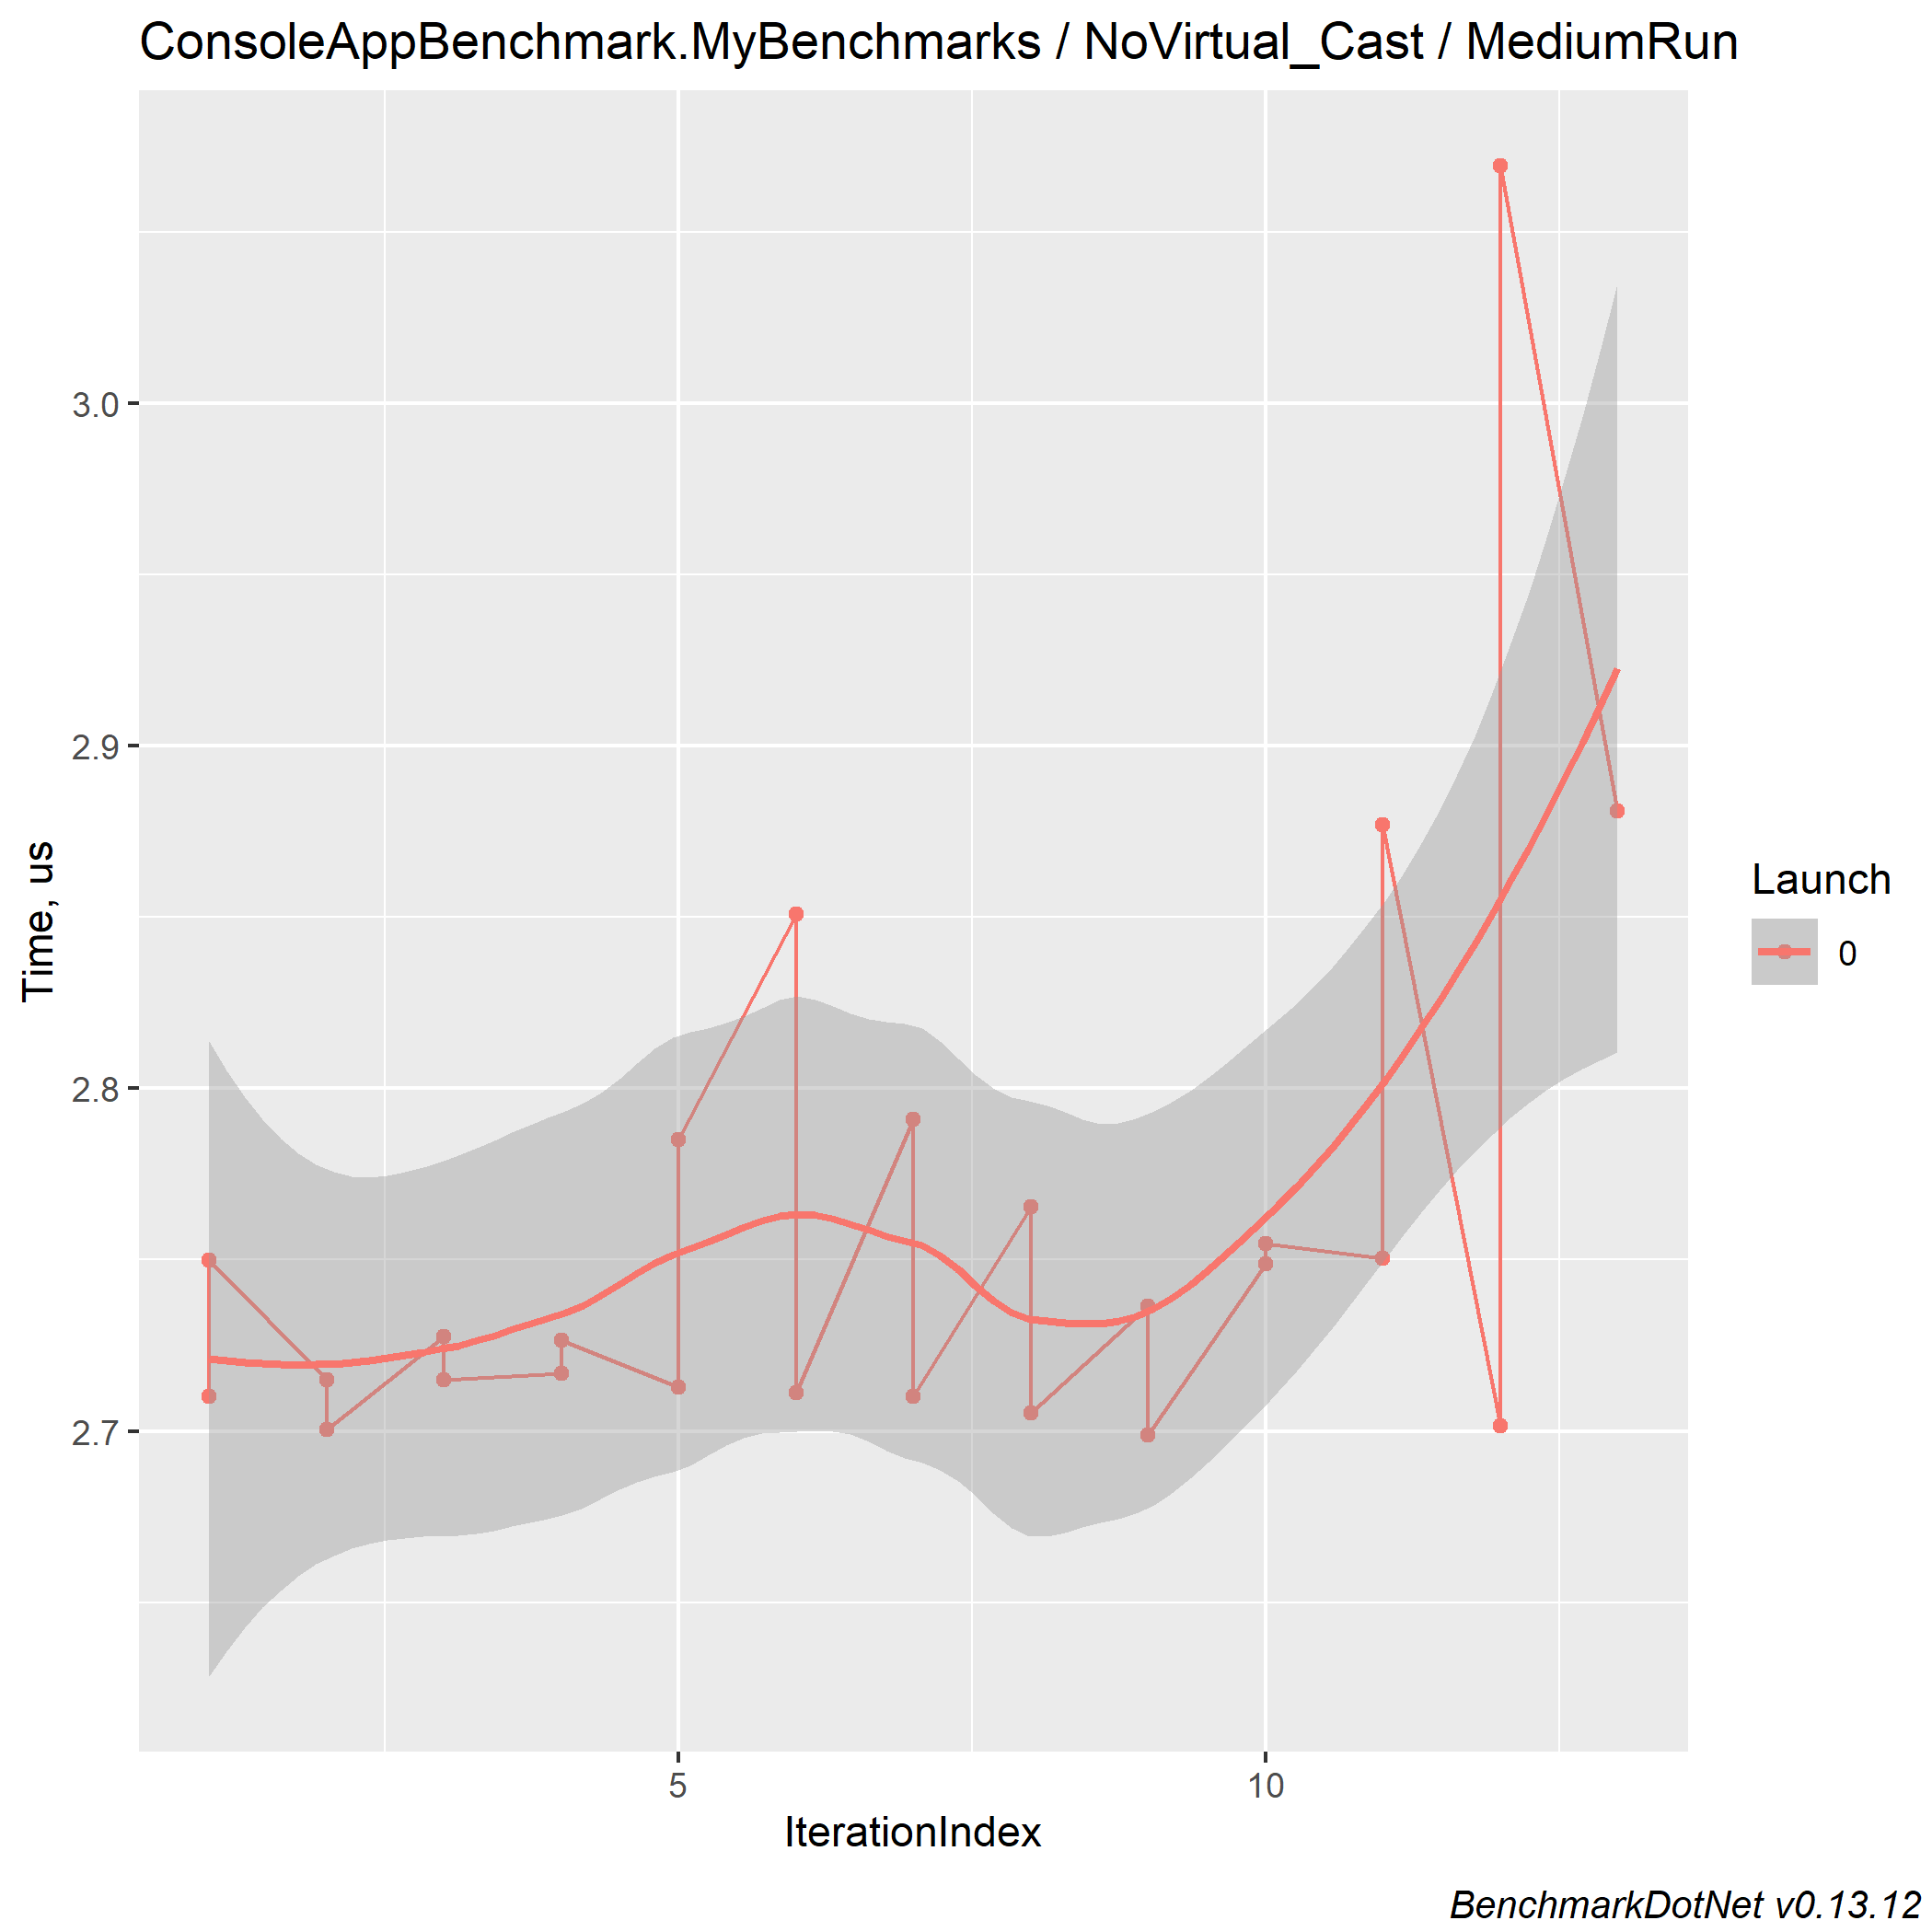 ConsoleAppBenchmark.MyBenchmarks / NoVirtual_Cast / MediumRun
3.0
2.9
2.8
2.7
Time, us
5
10
IterationIndex
Launch
0
BenchmarkDotNet v0.13.12